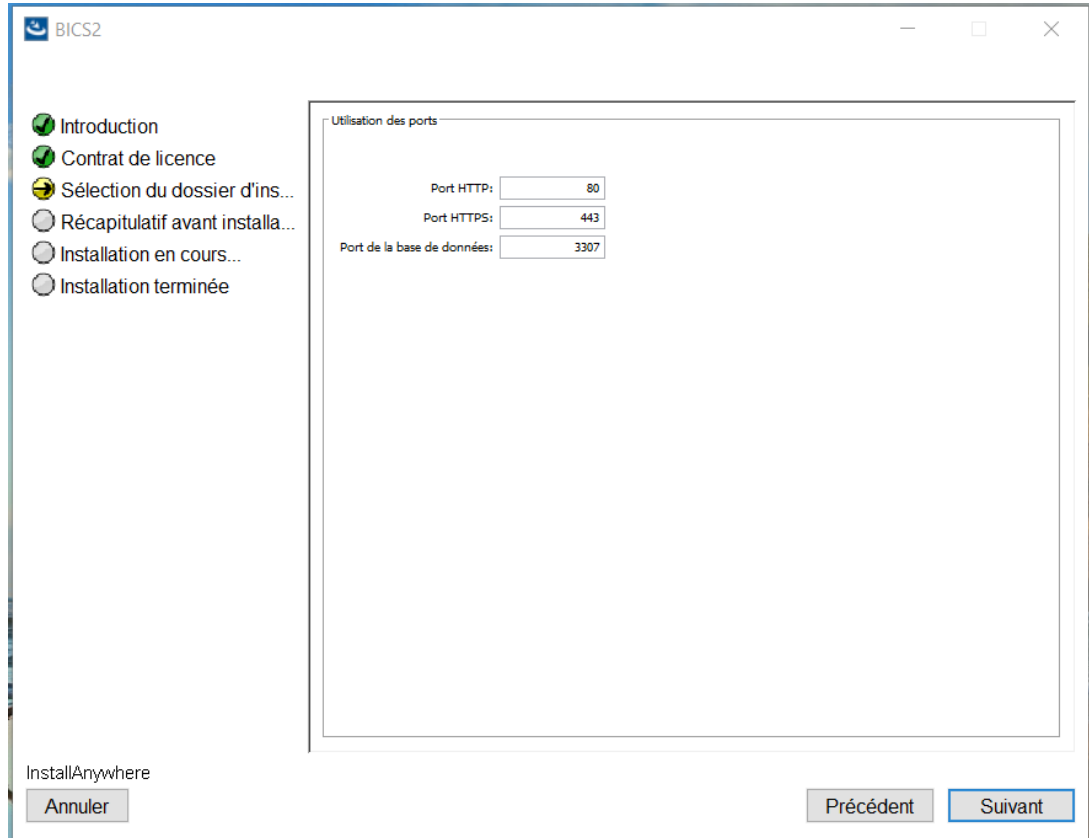 BICS2
Introduction
Contrat de licence
Sélection du dossier d'ins...
Récapitulatif avant installa...
Installation en cours...
Installation terminée
Utilisation des ports
Port HTTP: 80
Port HTTPS: 443
Port de la base de données: 3307
InstallAnywhere
Annuler Précédent Suivant